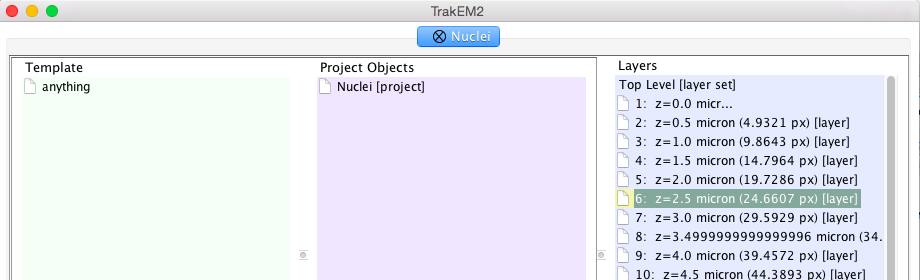 TrakEM2
Nuclei
Template
anything
Project Objects
Nuclei [project]
Layers
Top Level [layer set]
1: z=0.0 micr...
2: z=0.5 micron (4.9321 px) [layer]
3: z=1.0 micron (9.8643 px) [layer]
4: z=1.5 micron (14.7964 px) [layer]
5: z=2.0 micron (19.7286 px) [layer]
6: z=2.5 micron (24.6607 px) [layer]
7: z=3.0 micron (29.5929 px) [layer]
8: z=3.4999999999999996 micron (34.
9: z=4.0 micron (39.4572 px) [layer]
10: z=4.5 micron (44.3893 px) [layer]